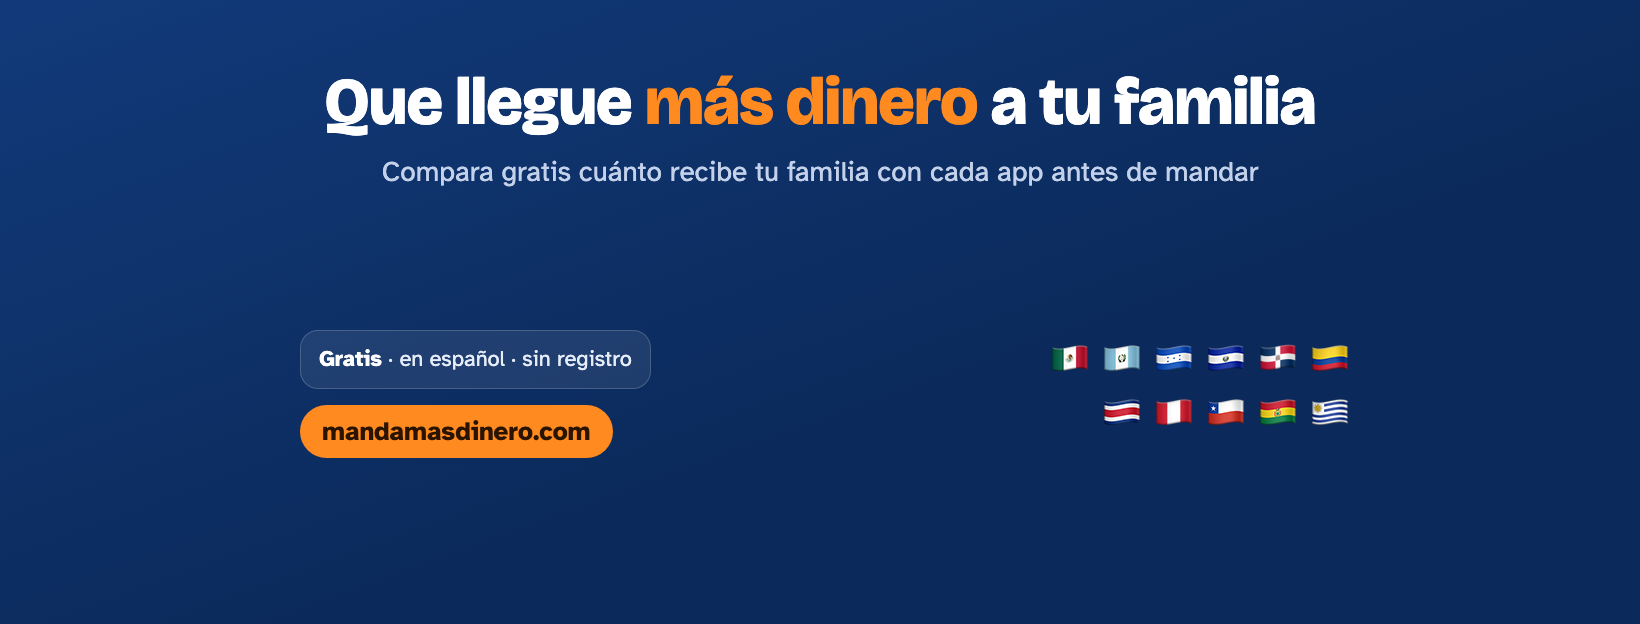 Que llegue más dinero a tu familia
Compara gratis cuánto recibe tu familia con cada app antes de mandar
Gratis · en español · sin registro
mandamasdinero.com